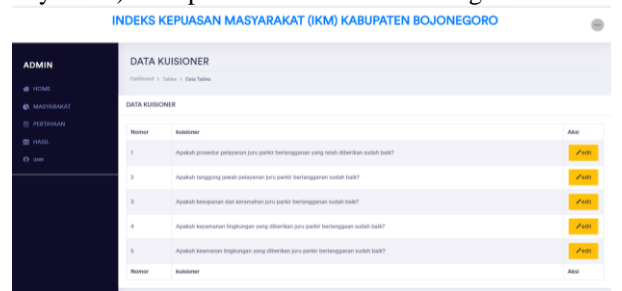 INDEKS KEPUASAN MASYARAKAT (IKM) KABUPATEN BOJONEGORO
ADMIN
HOME
MASYARAKAT
PERTANYAAN
HASIL
user
DATA KUISIONER
Dashboard > Tables > Data Tables
DATA KUISIONER
Nomor kuisioner Aksi
1 Apakah prosedur pelayanan juru parkir berlangganan yang telah diberikan sudah baik? edit
2 Apakah tanggung jawab pelayanan juru parkir berlangganan sudah baik? edit
3 Apakah kesopanan dan keramahan juru parkir berlangganan sudah baik? edit
4 Apakah kenyamanan lingkungan yang diberikan juru parkir berlanggaan sudah baik? edit
5 Apakah keamanan lingkungan yang diberikan juru parkir berlangganan sudah baik? edit
Nomor kuisioner Aksi